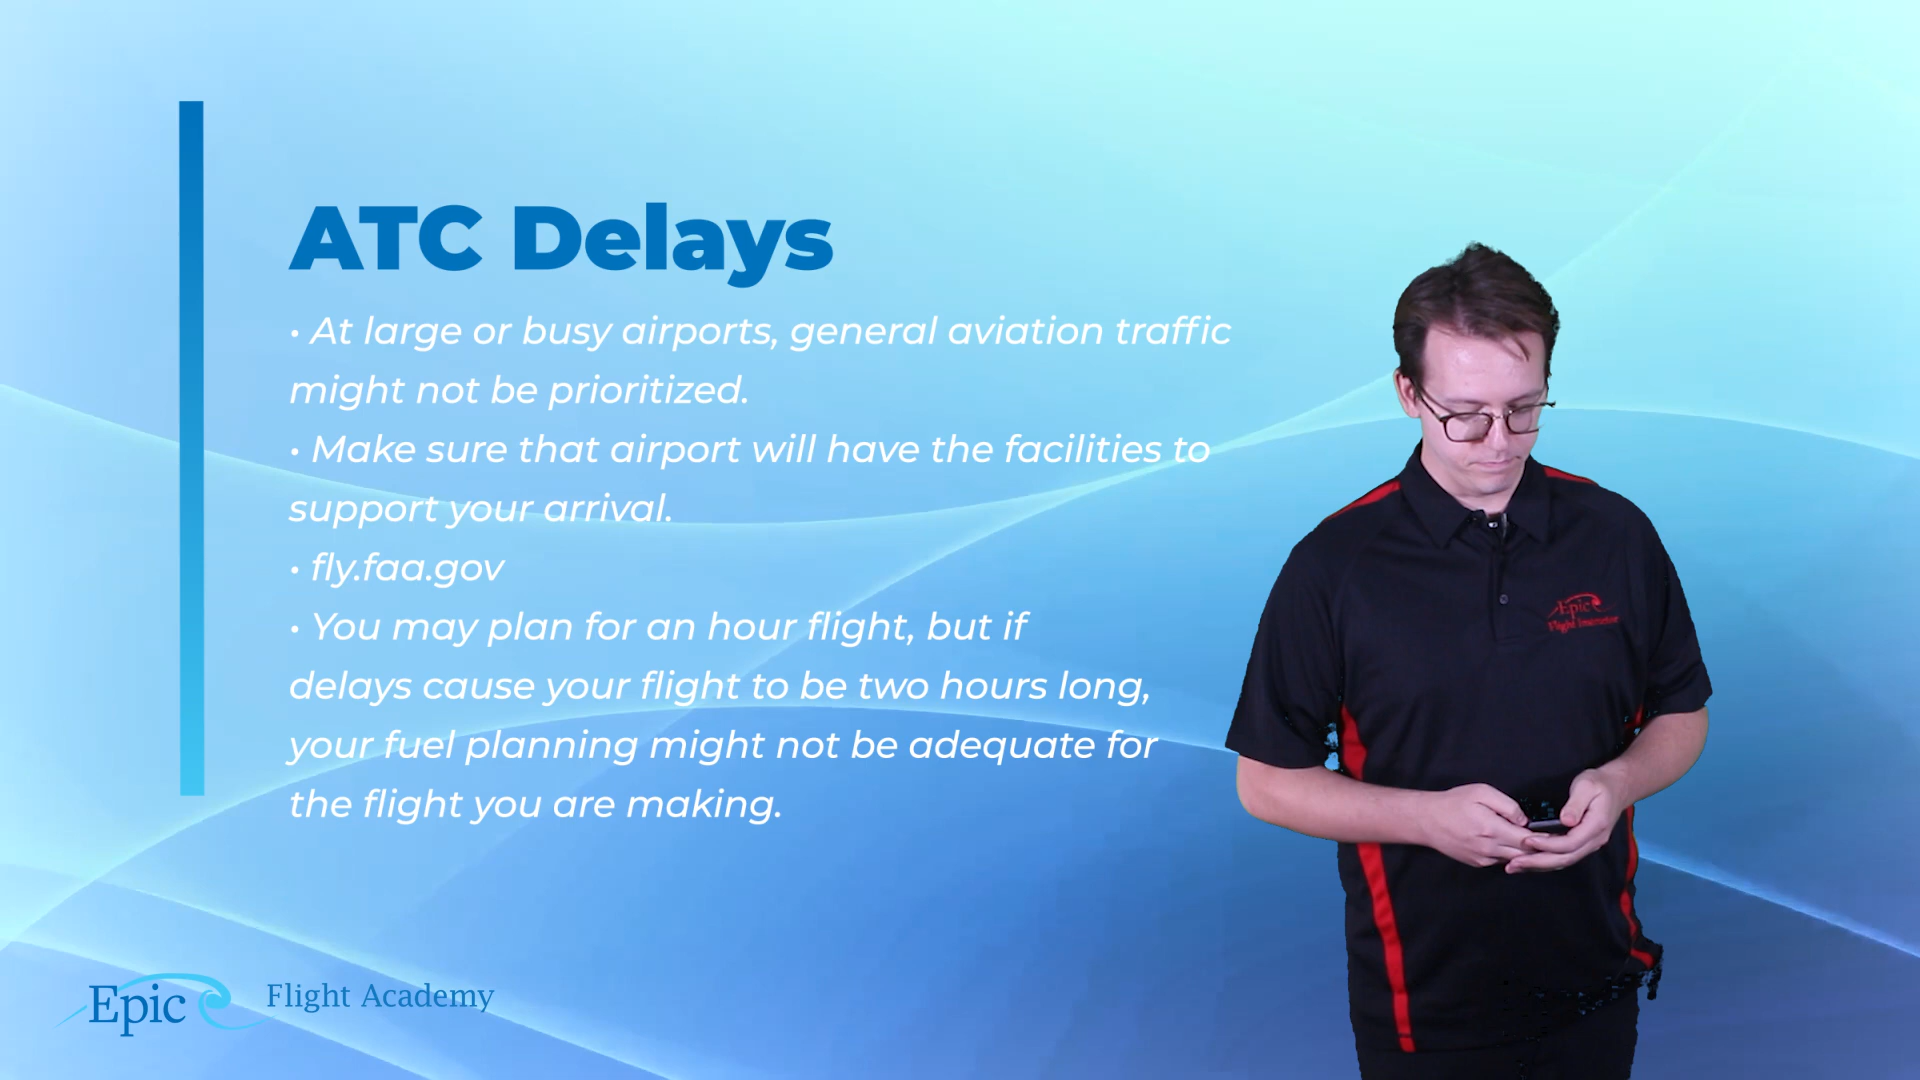 ATC Delays
• At large or busy airports, general aviation traffic
might not be prioritized.
• Make sure that airport will have the facilities to
support your arrival.
• fly.faa.gov
• You may plan for an hour flight, but if
delays cause your flight to be two hours long,
your fuel planning might not be adequate for
the flight you are making.
Epic
Flight Instructor
Epic Flight Academy